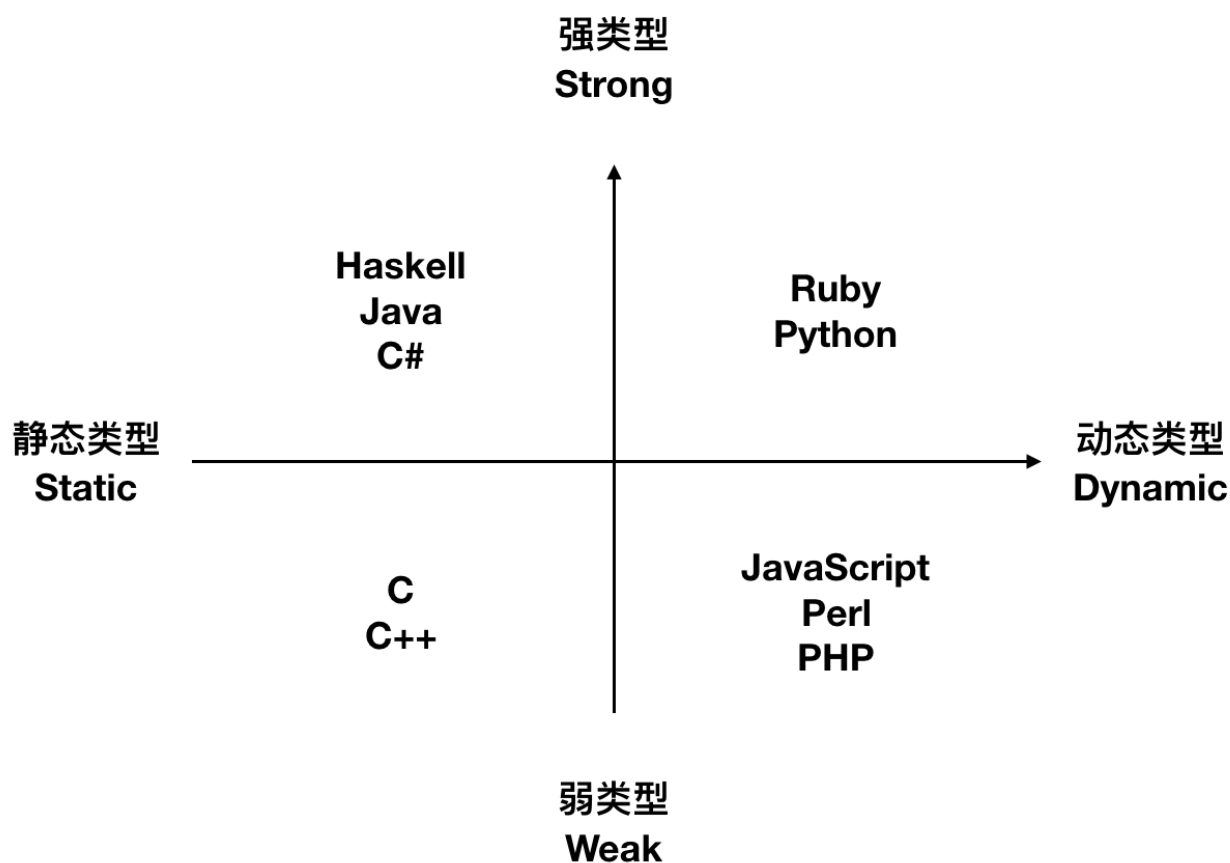 强类型
Strong
Haskell
Java
C#
Ruby
Python
静态类型
Static
动态类型
Dynamic
C
C++
JavaScript
Perl
PHP
弱类型
Weak